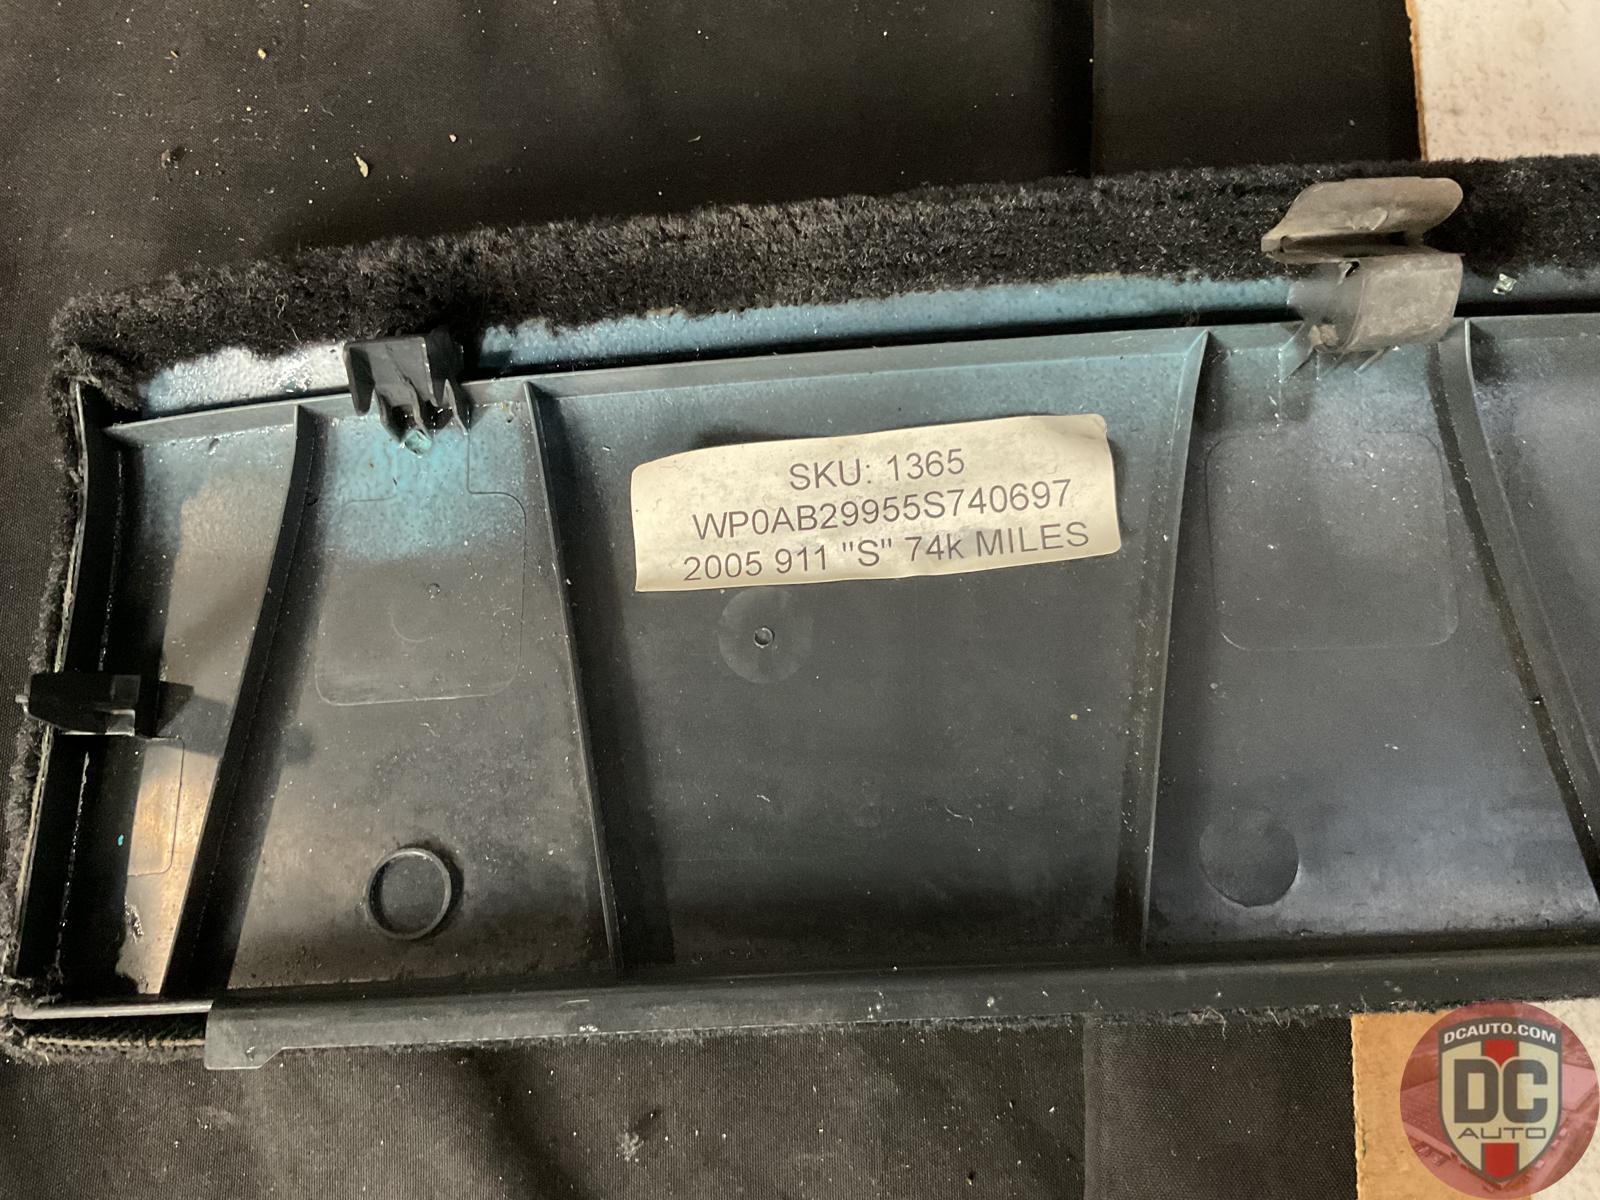 SKU: 1365
WP0AB29955S740697
2005 911 "S" 74k MILES
DCAUTO.COM
DC
AUTO